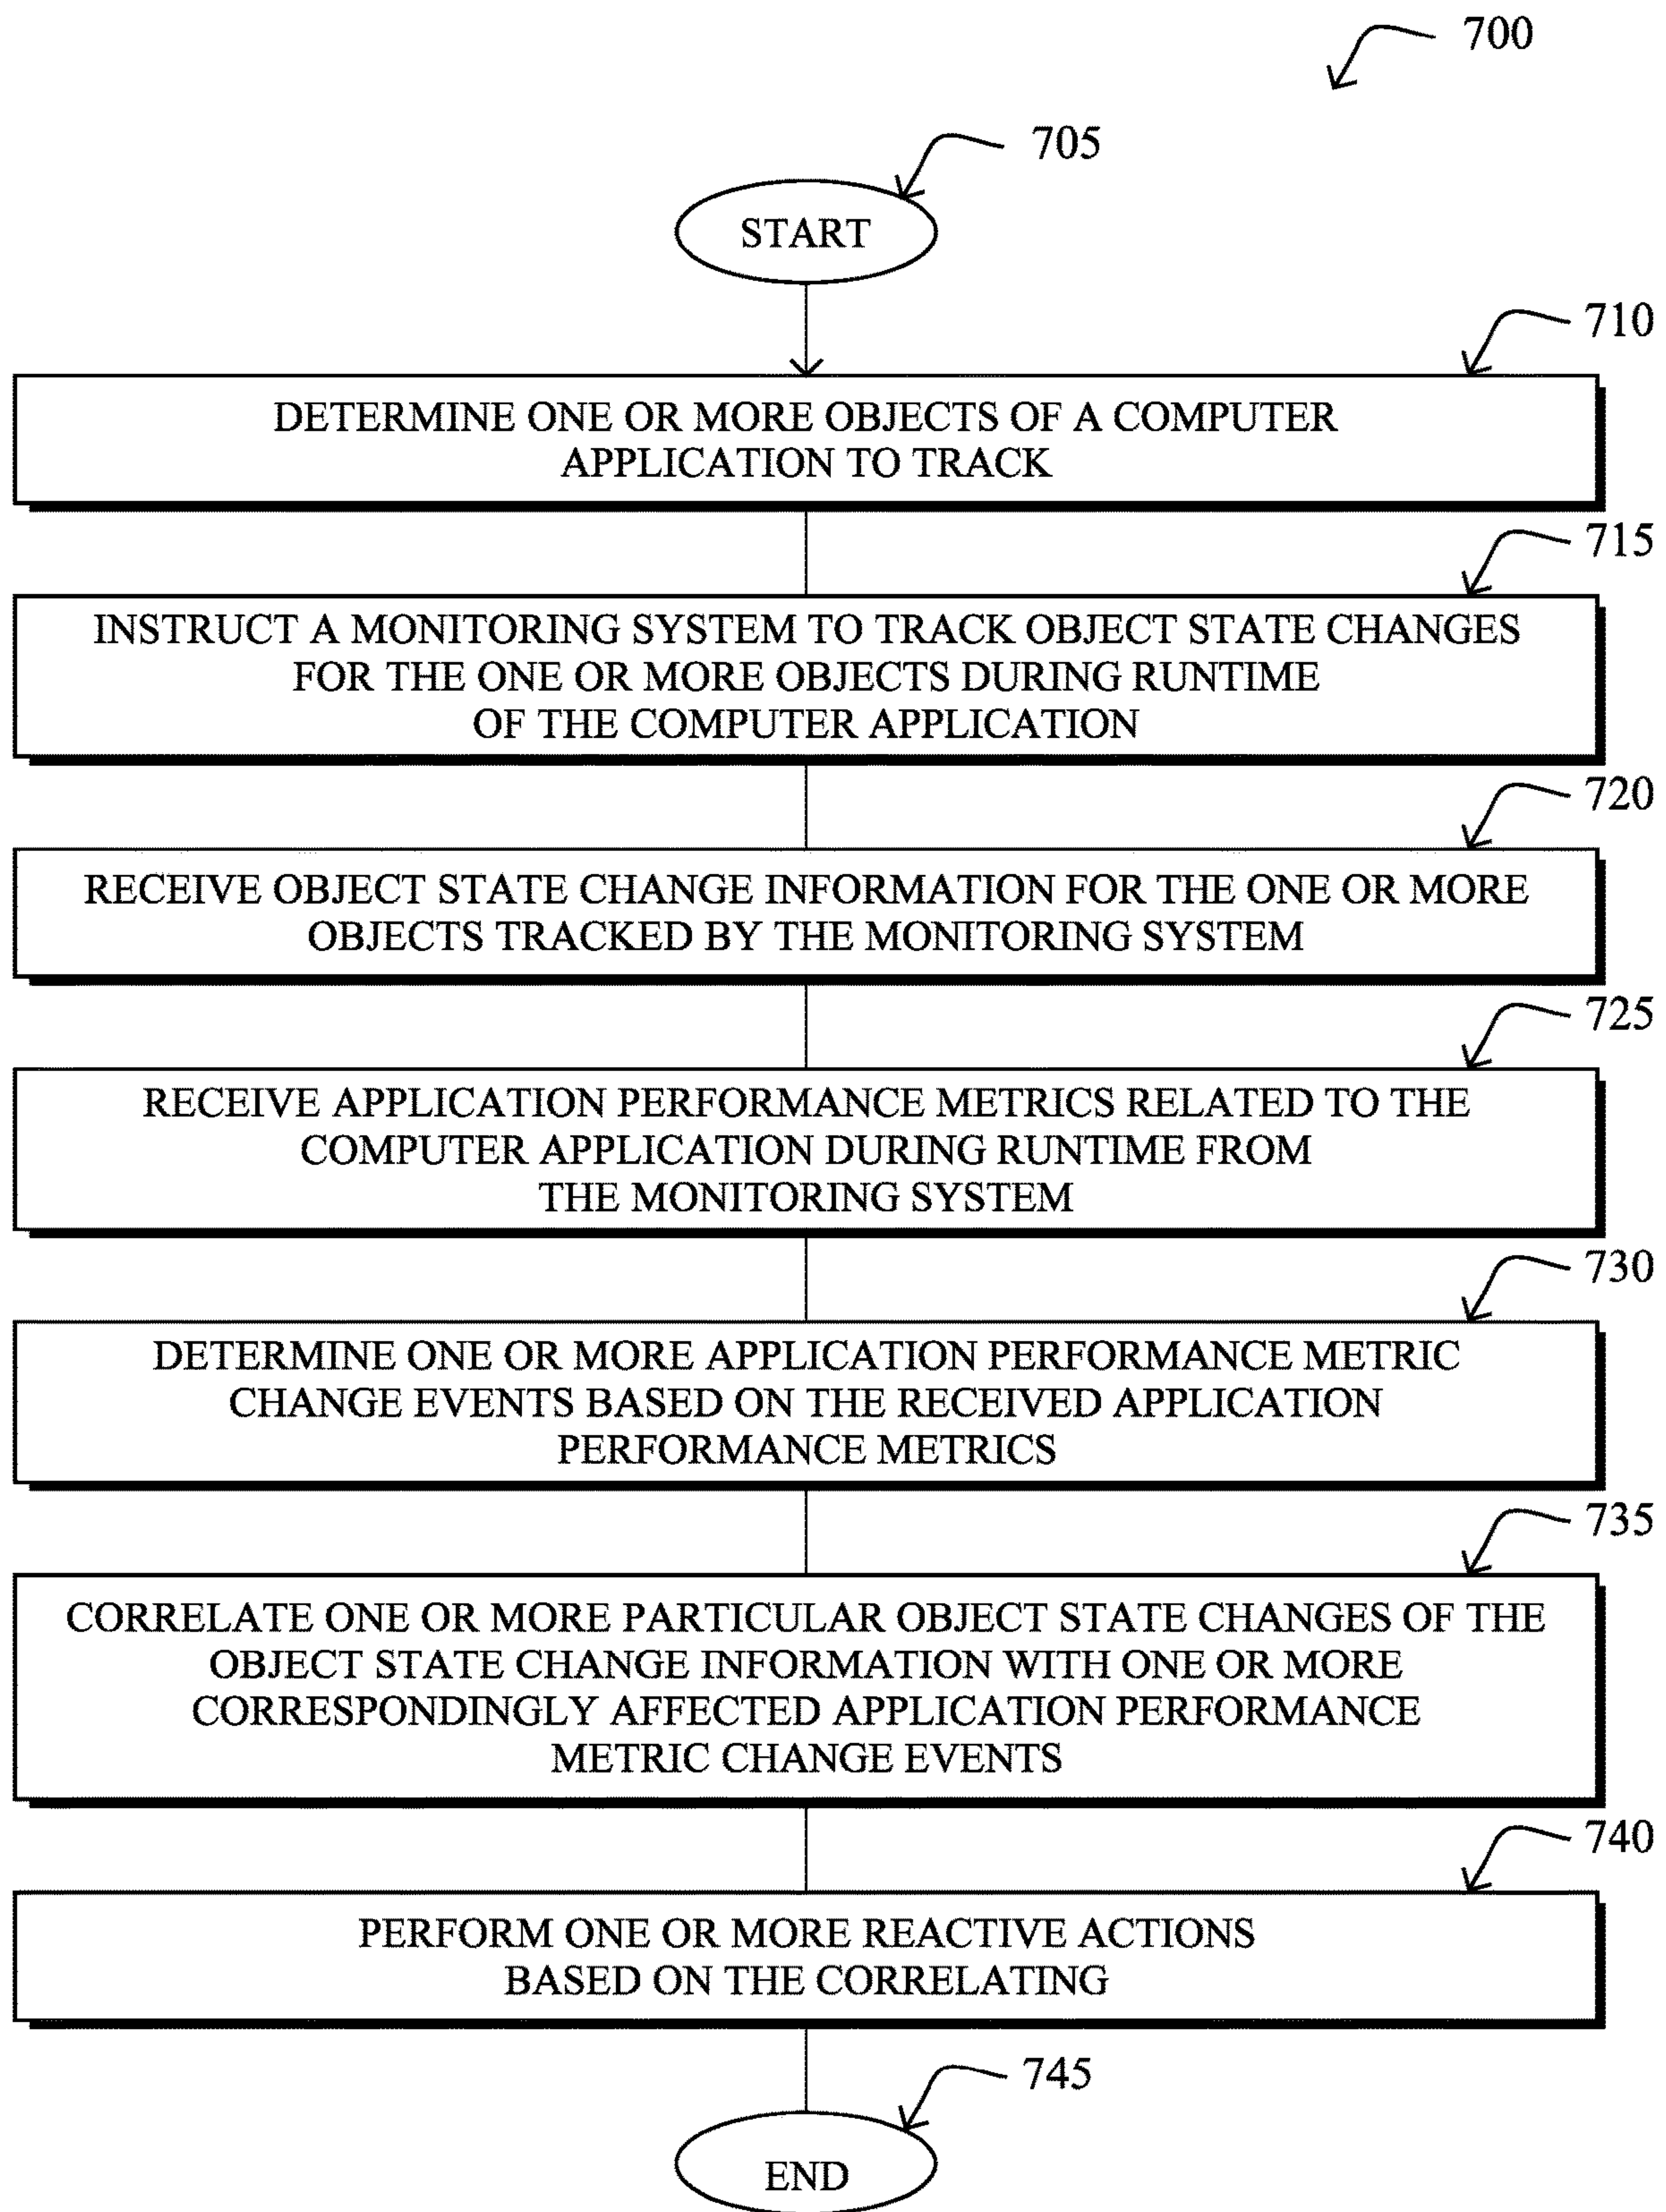 700
705
START
710
DETERMINE ONE OR MORE OBJECTS OF A COMPUTER
APPLICATION TO TRACK
715
INSTRUCT A MONITORING SYSTEM TO TRACK OBJECT STATE CHANGES
FOR THE ONE OR MORE OBJECTS DURING RUNTIME
OF THE COMPUTER APPLICATION
720
RECEIVE OBJECT STATE CHANGE INFORMATION FOR THE ONE OR MORE
OBJECTS TRACKED BY THE MONITORING SYSTEM
725
RECEIVE APPLICATION PERFORMANCE METRICS RELATED TO THE
COMPUTER APPLICATION DURING RUNTIME FROM
THE MONITORING SYSTEM
730
DETERMINE ONE OR MORE APPLICATION PERFORMANCE METRIC
CHANGE EVENTS BASED ON THE RECEIVED APPLICATION
PERFORMANCE METRICS
735
CORRELATE ONE OR MORE PARTICULAR OBJECT STATE CHANGES OF THE
OBJECT STATE CHANGE INFORMATION WITH ONE OR MORE
CORRESPONDINGLY AFFECTED APPLICATION PERFORMANCE
METRIC CHANGE EVENTS
740
PERFORM ONE OR MORE REACTIVE ACTIONS
BASED ON THE CORRELATING
745
END